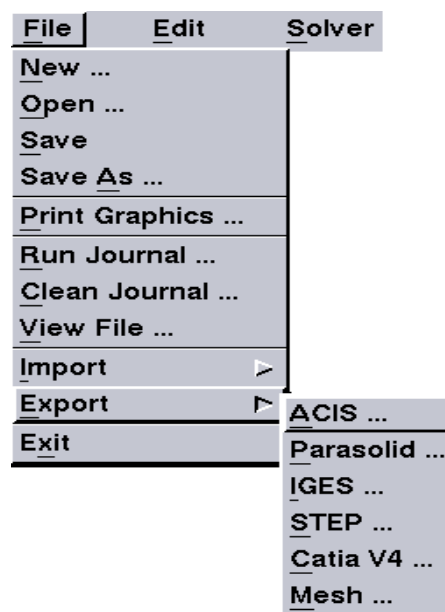 File Edit Solver
New ...
Open ...
Save
Save As ...
Print Graphics ...
Run Journal ...
Clean Journal ...
View File ...
Import
Export
Exit
ACIS ...
Parasolid ...
IGES ...
STEP ...
Catia V4 ...
Mesh ...